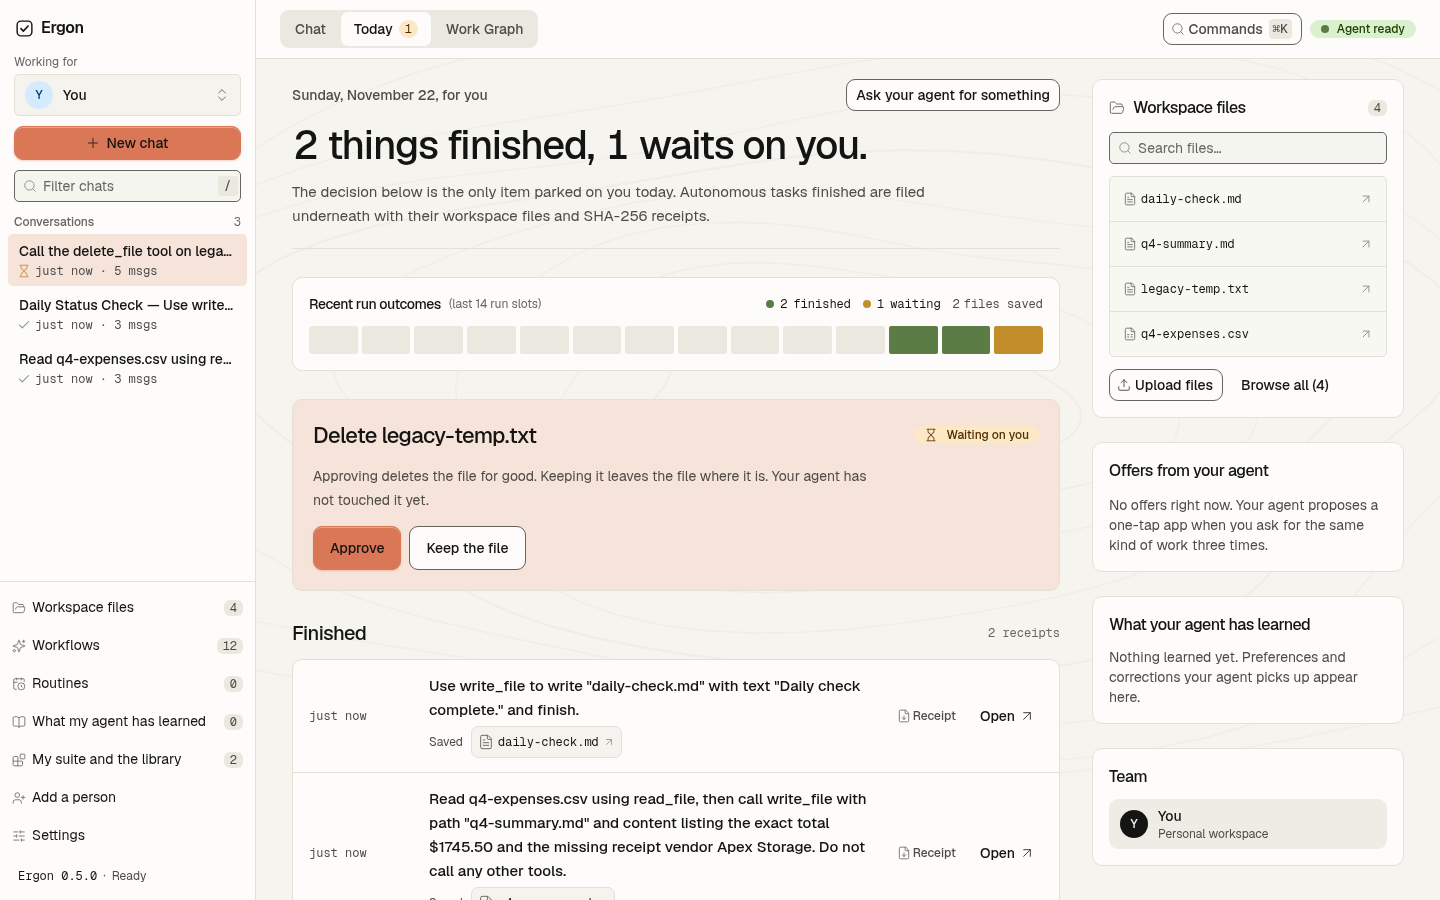 Ergon
Working for
Y You
New chat
Filter chats /
Conversations 3
Call the delete_file tool on lega...
just now · 5 msgs
Daily Status Check — Use write...
just now · 3 msgs
Read q4-expenses.csv using re...
just now · 3 msgs
Workspace files 4
Workflows 12
Routines 0
What my agent has learned 0
My suite and the library 2
Add a person
Settings
Ergon 0.5.0 · Ready
Chat Today 1 Work Graph
Commands ⌘K Agent ready
Sunday, November 22, for you
Ask your agent for something
2 things finished, 1 waits on you.
The decision below is the only item parked on you today. Autonomous tasks finished are filed
underneath with their workspace files and SHA-256 receipts.
Recent run outcomes (last 14 run slots) 2 finished 1 waiting 2 files saved
Delete legacy-temp.txt
Waiting on you
Approving deletes the file for good. Keeping it leaves the file where it is. Your agent has
not touched it yet.
Approve Keep the file
Finished 2 receipts
just now
Use write_file to write "daily-check.md" with text "Daily check
complete." and finish.
Saved daily-check.md
Receipt Open
just now
Read q4-expenses.csv using read_file, then call write_file with
path "q4-summary.md" and content listing the exact total
$1745.50 and the missing receipt vendor Apex Storage. Do not
call any other tools.
Receipt Open
Workspace files 4
Search files...
daily-check.md
q4-summary.md
legacy-temp.txt
q4-expenses.csv
Upload files Browse all (4)
Offers from your agent
No offers right now. Your agent proposes a
one-tap app when you ask for the same
kind of work three times.
What your agent has learned
Nothing learned yet. Preferences and
corrections your agent picks up appear
here.
Team
Y You
Personal workspace